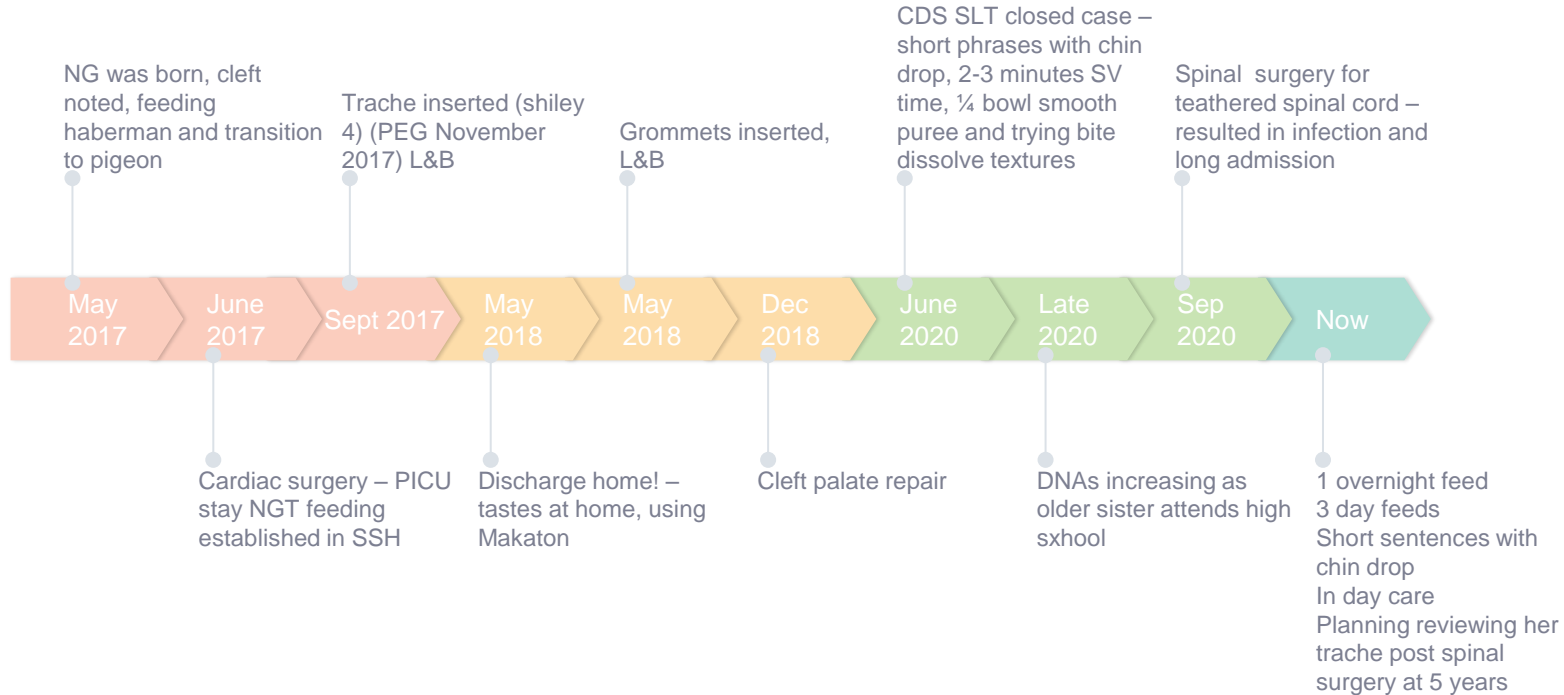 NG was born, cleft
noted, feeding
haberman and transition
to pigeon
Trache inserted (shiley
4) (PEG November
2017) L&B
Grommets inserted,
L&B
CDS SLT closed case –
short phrases with chin
drop, 2-3 minutes SV
time, ¼ bowl smooth
puree and trying bite
dissolve textures
Spinal  surgery for
teathered spinal cord –
resulted in infection and
long admission
May
2017
June
2017
Sept 2017
May
2018
May
2018
Dec
2018
June
2020
Late
2020
Sep
2020
Now
Cardiac surgery – PICU
stay NGT feeding
established in SSH
Discharge home! –
tastes at home, using
Makaton
Cleft palate repair
DNAs increasing as
older sister attends high
sxhool
1 overnight feed
3 day feeds
Short sentences with
chin drop
In day care
Planning reviewing her
trache post spinal
surgery at 5 years